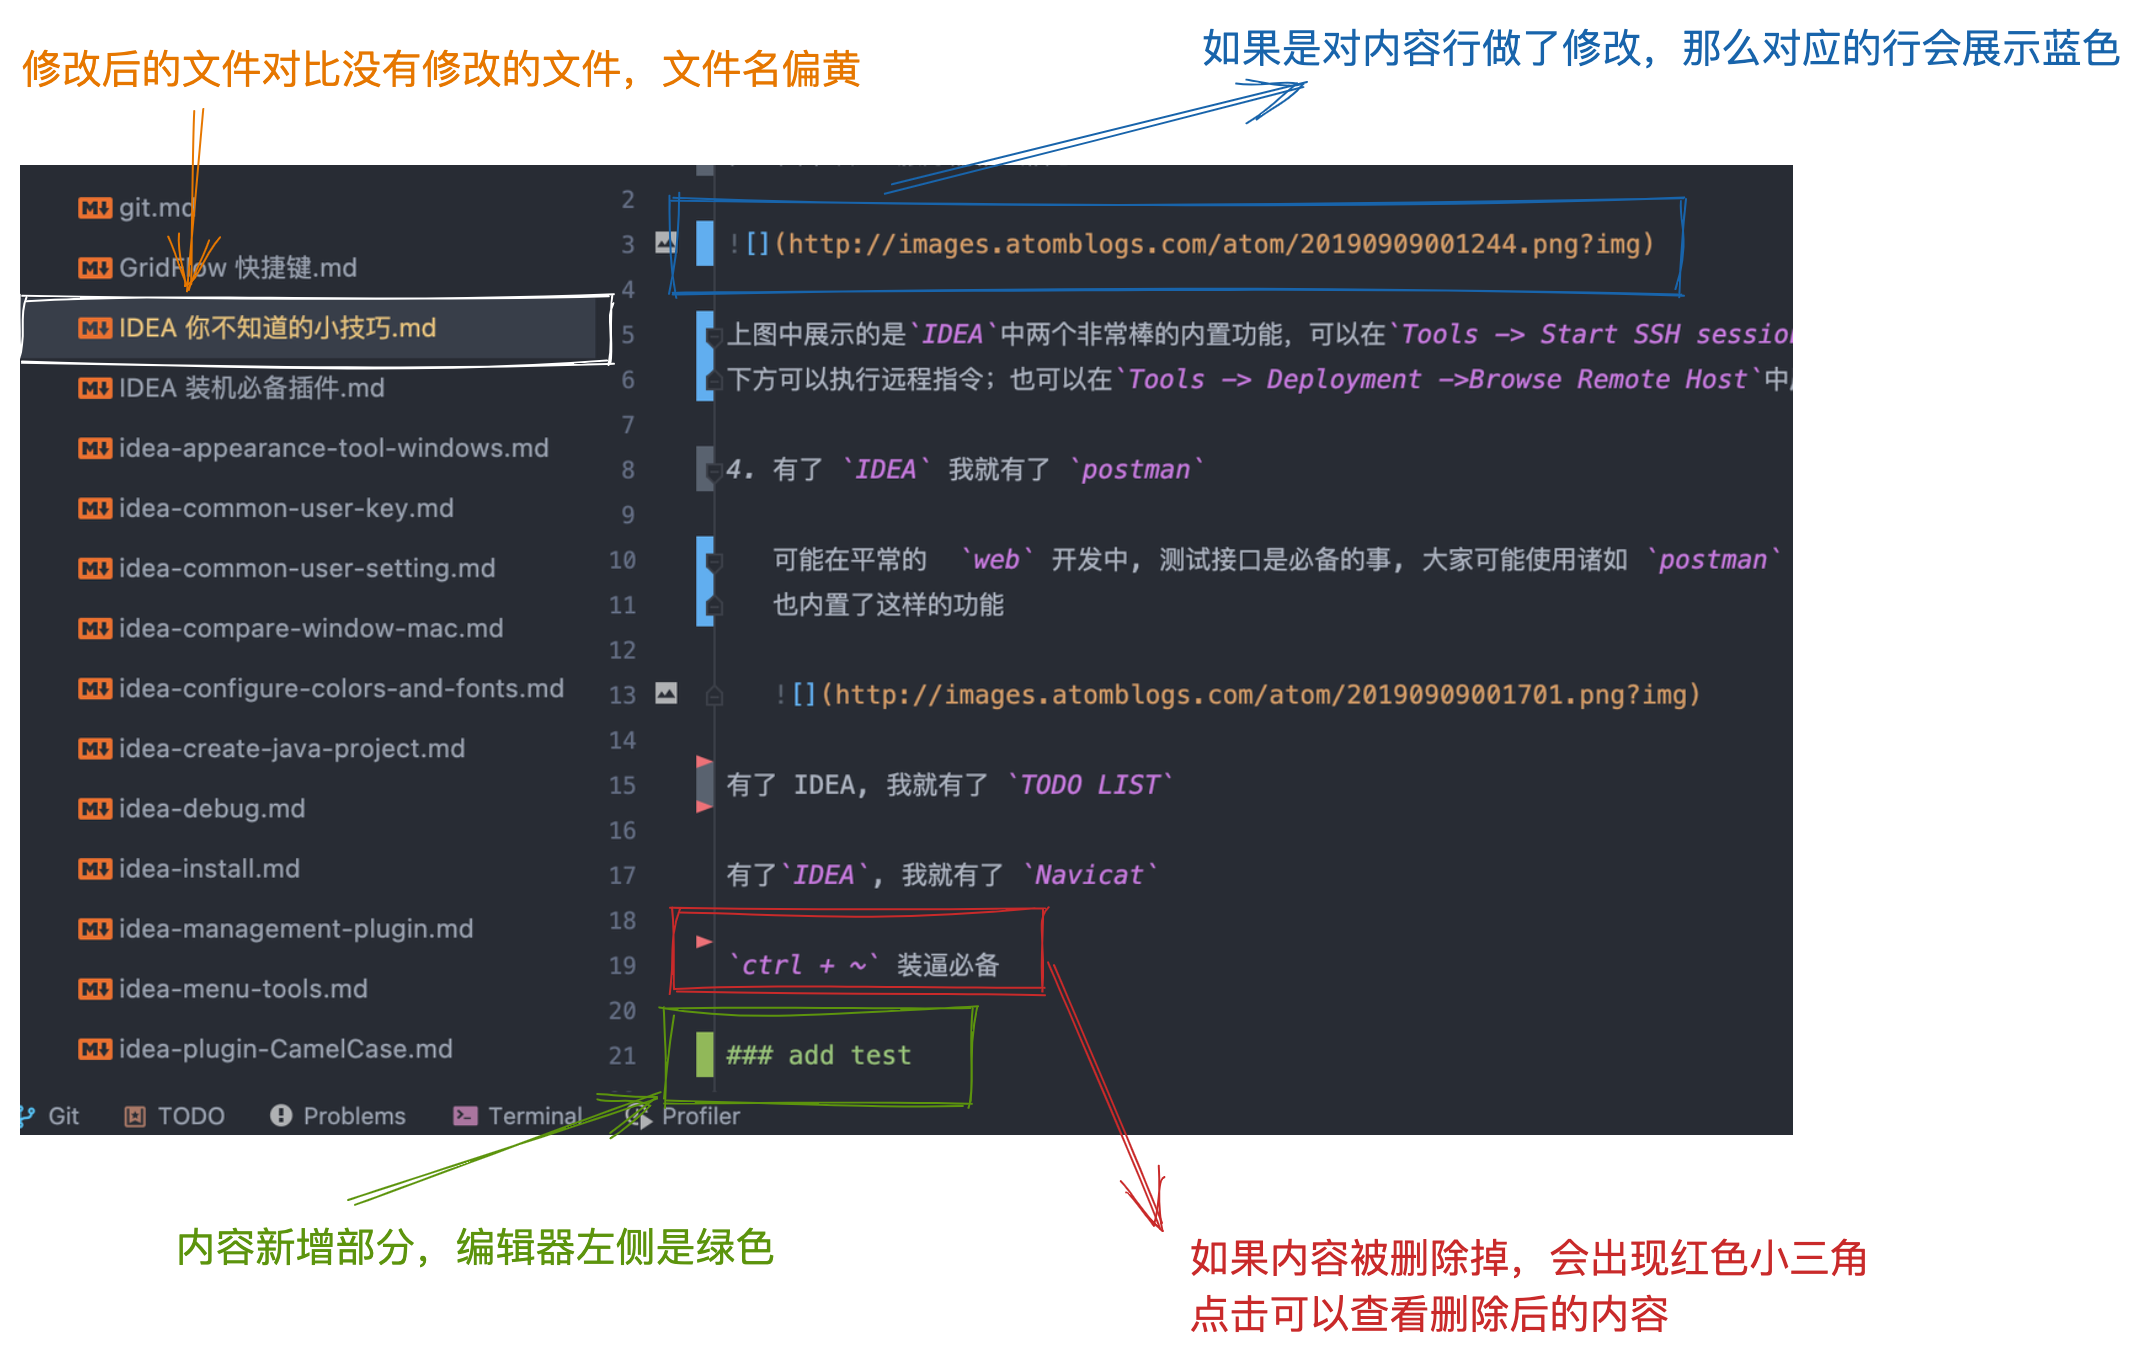 修改后的文件对比没有修改的文件，文件名偏黄
如果是对内容行做了修改，那么对应的行会展示蓝色
git.md
GridFlow 快捷键.md
IDEA 你不知道的小技巧.md
IDEA 装机必备插件.md
idea-appearance-tool-windows.md
idea-common-user-key.md
idea-common-user-setting.md
idea-compare-window-mac.md
idea-configure-colors-and-fonts.md
idea-create-java-project.md
idea-debug.md
idea-install.md
idea-management-plugin.md
idea-menu-tools.md
idea-plugin-CamelCase.md
2
3 ![](http://images.atomblogs.com/atom/20190909001244.png?img)
4
5 上图中展示的是`IDEA`中两个非常棒的内置功能，可以在`Tools —> Start SSH session
6 下方可以执行远程指令；也可以在`Tools —> Deployment —>Browse Remote Host`中
7
8 4. 有了 `IDEA` 我就有了 `postman`
9
10 可能在平常的 `web` 开发中, 测试接口是必备的事, 大家可能使用诸如 `postman`
11 也内置了这样的功能
12
13 ![](http://images.atomblogs.com/atom/20190909001701.png?img)
14
15 有了 IDEA, 我就有了 `TODO LIST`
16
17 有了`IDEA`, 我就有了 `Navicat`
18
19 `ctrl + ~` 装逼必备
20
21 ### add test
Git TODO Problems Terminal Profiler
内容新增部分，编辑器左侧是绿色
如果内容被删除掉，会出现红色小三角
点击可以查看删除后的内容